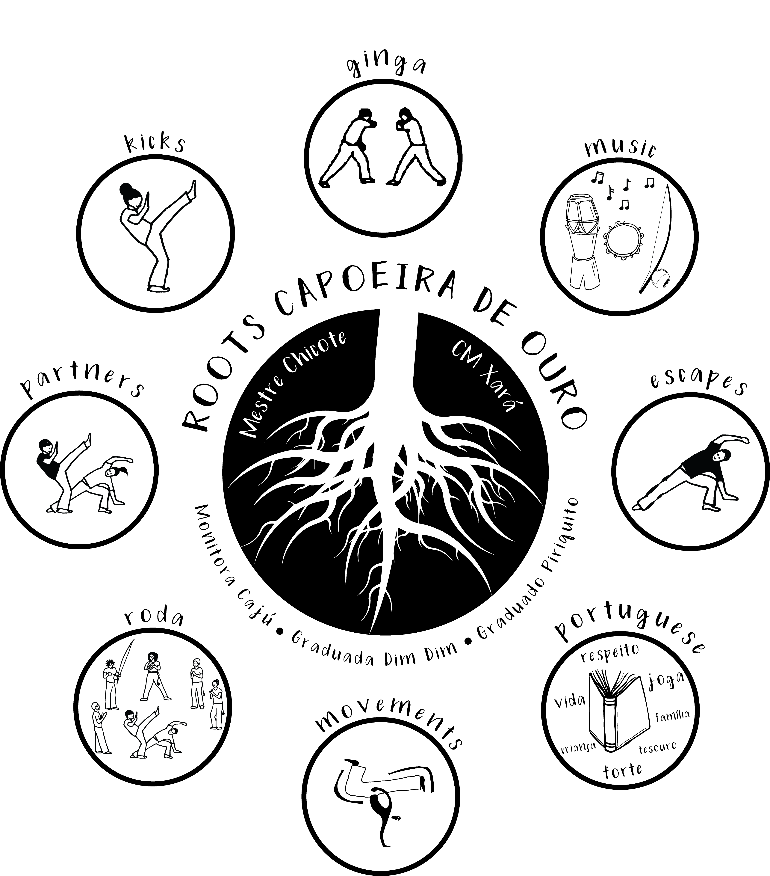 ginga
kicks
music
ROOTS CAPOEIRA DE OURO
Mestre Chicote
CM Xará
partners
escapes
Monitora Cajú • Graduada Dim Dim • Graduado Piriquito
roda
portuguese
respeito
joga
vida
família
criança
tesouro
forte
movements